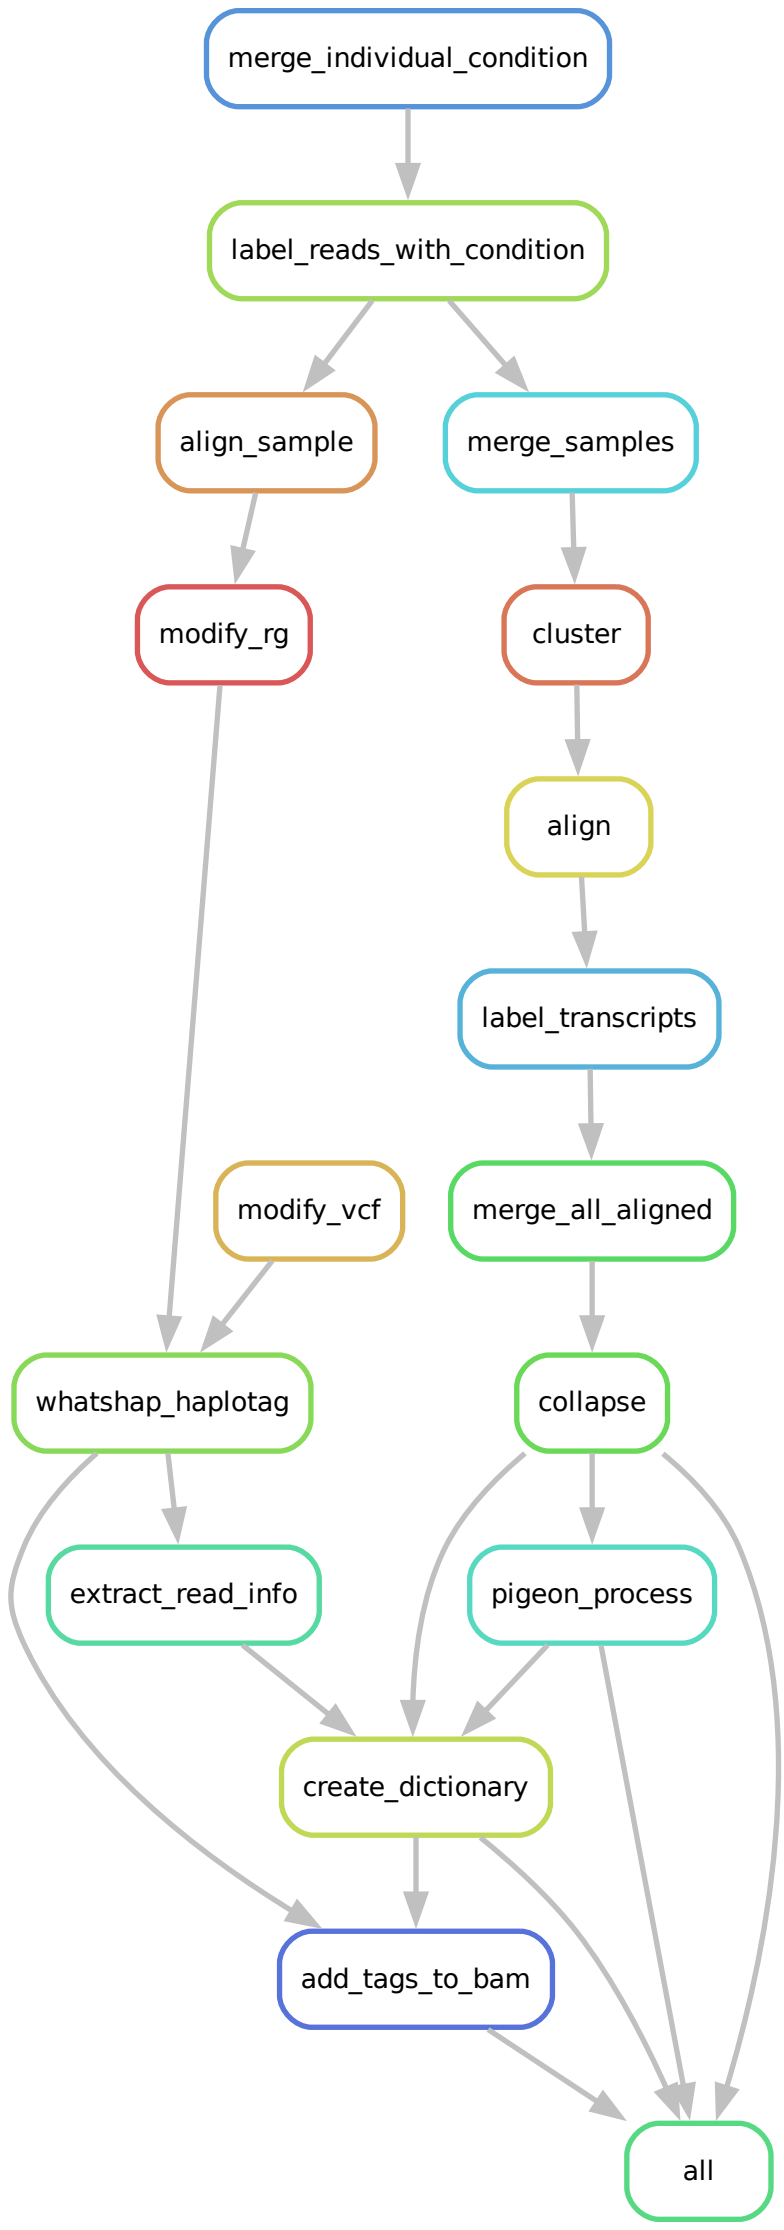 merge_individual_condition
label_reads_with_condition
align_sample
merge_samples
modify_rg
cluster
align
label_transcripts
modify_vcf
merge_all_aligned
whatshap_haplotag
collapse
extract_read_info
pigeon_process
create_dictionary
add_tags_to_bam
all